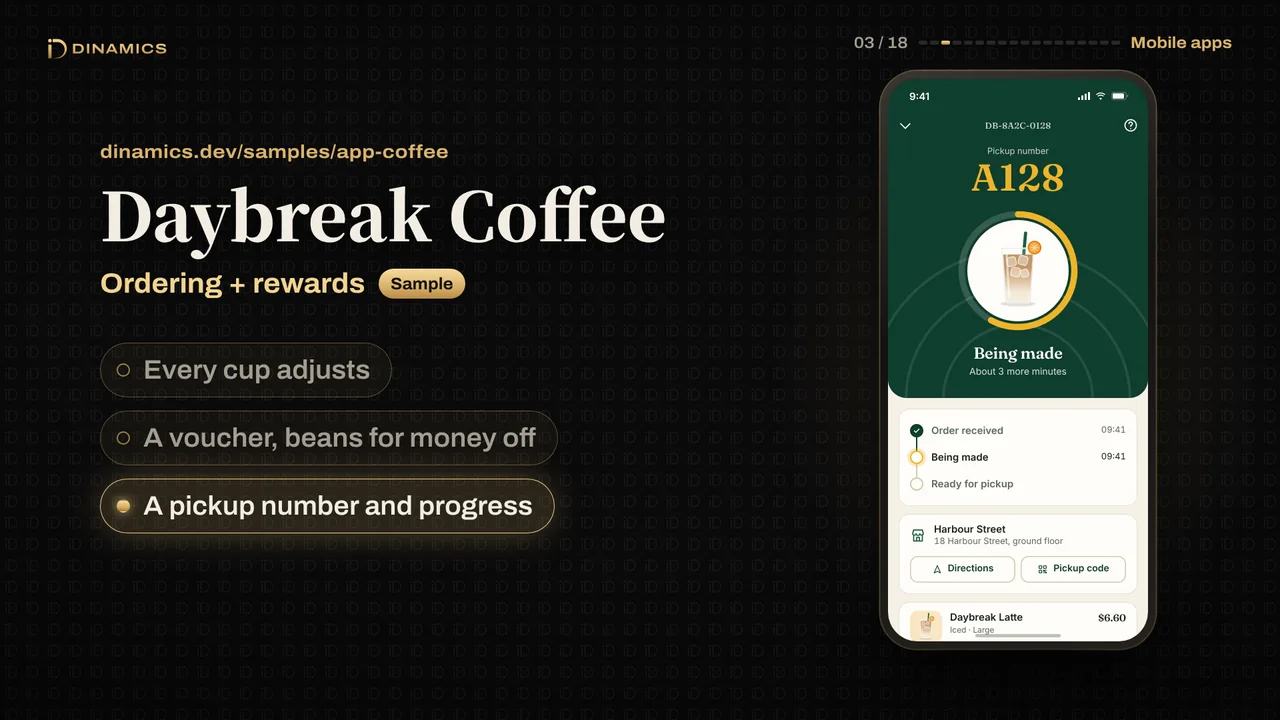 DINAMICS
03 / 18
Mobile apps
dinamics.dev/samples/app-coffee
Daybreak Coffee
Ordering + rewards
Sample
Every cup adjusts
A voucher, beans for money off
A pickup number and progress
9:41
DB-8A2C-0128
Pickup number
A128
Being made
About 3 more minutes
Order received 09:41
Being made 09:41
Ready for pickup
Harbour Street
18 Harbour Street, ground floor
Directions
Pickup code
Daybreak Latte $6.60
Iced · Large